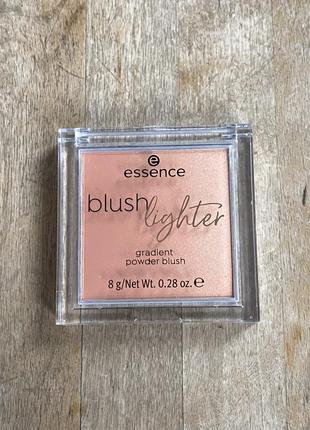 essence
blush
lighter
gradient
powder blush
8 g/Net Wt. 0.28 oz.℮